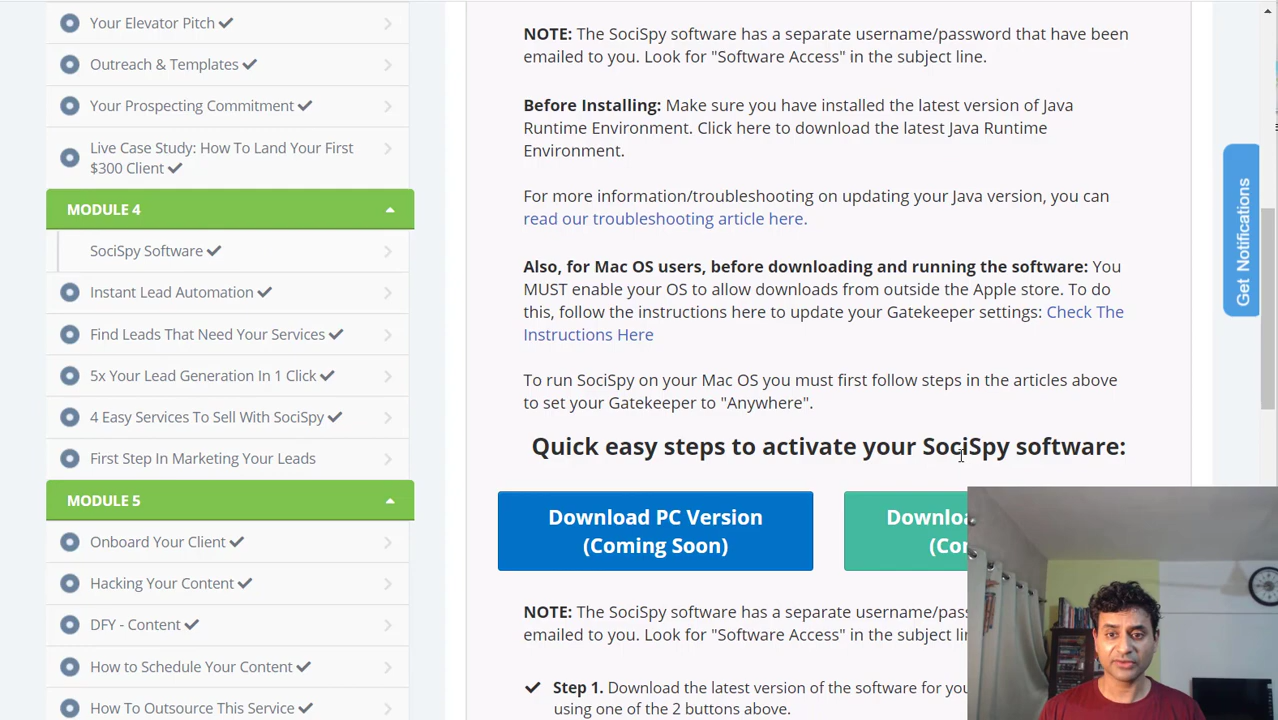 Your Elevator Pitch
Outreach & Templates
Your Prospecting Commitment
Live Case Study: How To Land Your First
$300 Client
MODULE 4
SociSpy Software
Instant Lead Automation
Find Leads That Need Your Services
5x Your Lead Generation In 1 Click
4 Easy Services To Sell With SociSpy
First Step In Marketing Your Leads
MODULE 5
Onboard Your Client
Hacking Your Content
DFY - Content
How to Schedule Your Content
How To Outsource This Service
NOTE: The SociSpy software has a separate username/password that have been
emailed to you. Look for "Software Access" in the subject line.
Before Installing: Make sure you have installed the latest version of Java
Runtime Environment. Click here to download the latest Java Runtime
Environment.
For more information/troubleshooting on updating your Java version, you can
read our troubleshooting article here.
Also, for Mac OS users, before downloading and running the software: You
MUST enable your OS to allow downloads from outside the Apple store. To do
this, follow the instructions here to update your Gatekeeper settings: Check The
Instructions Here
To run SociSpy on your Mac OS you must first follow steps in the articles above
to set your Gatekeeper to "Anywhere".
Quick easy steps to activate your SociSpy software:
Download PC Version
(Coming Soon)
NOTE: The SociSpy software has a separate
emailed to you. Look for "Software Access" in the subject
Step 1. Download the latest version of the software for
using one of the 2 buttons above.
Get Notifications